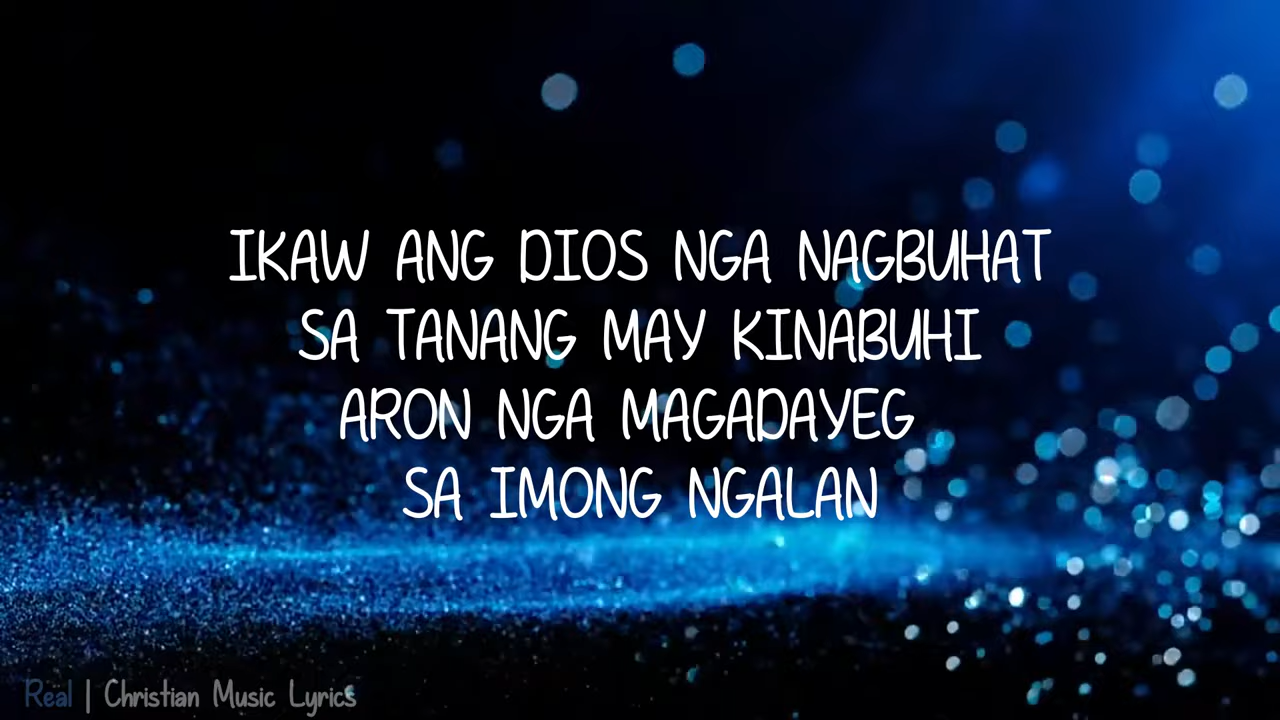 IKAW ANG DIOS NGA NAGBUHAT
SA TANANG MAY KINABUHI
ARON NGA MAGADAYEG
SA IMONG NGALAN
Real | Christian Music Lyrics